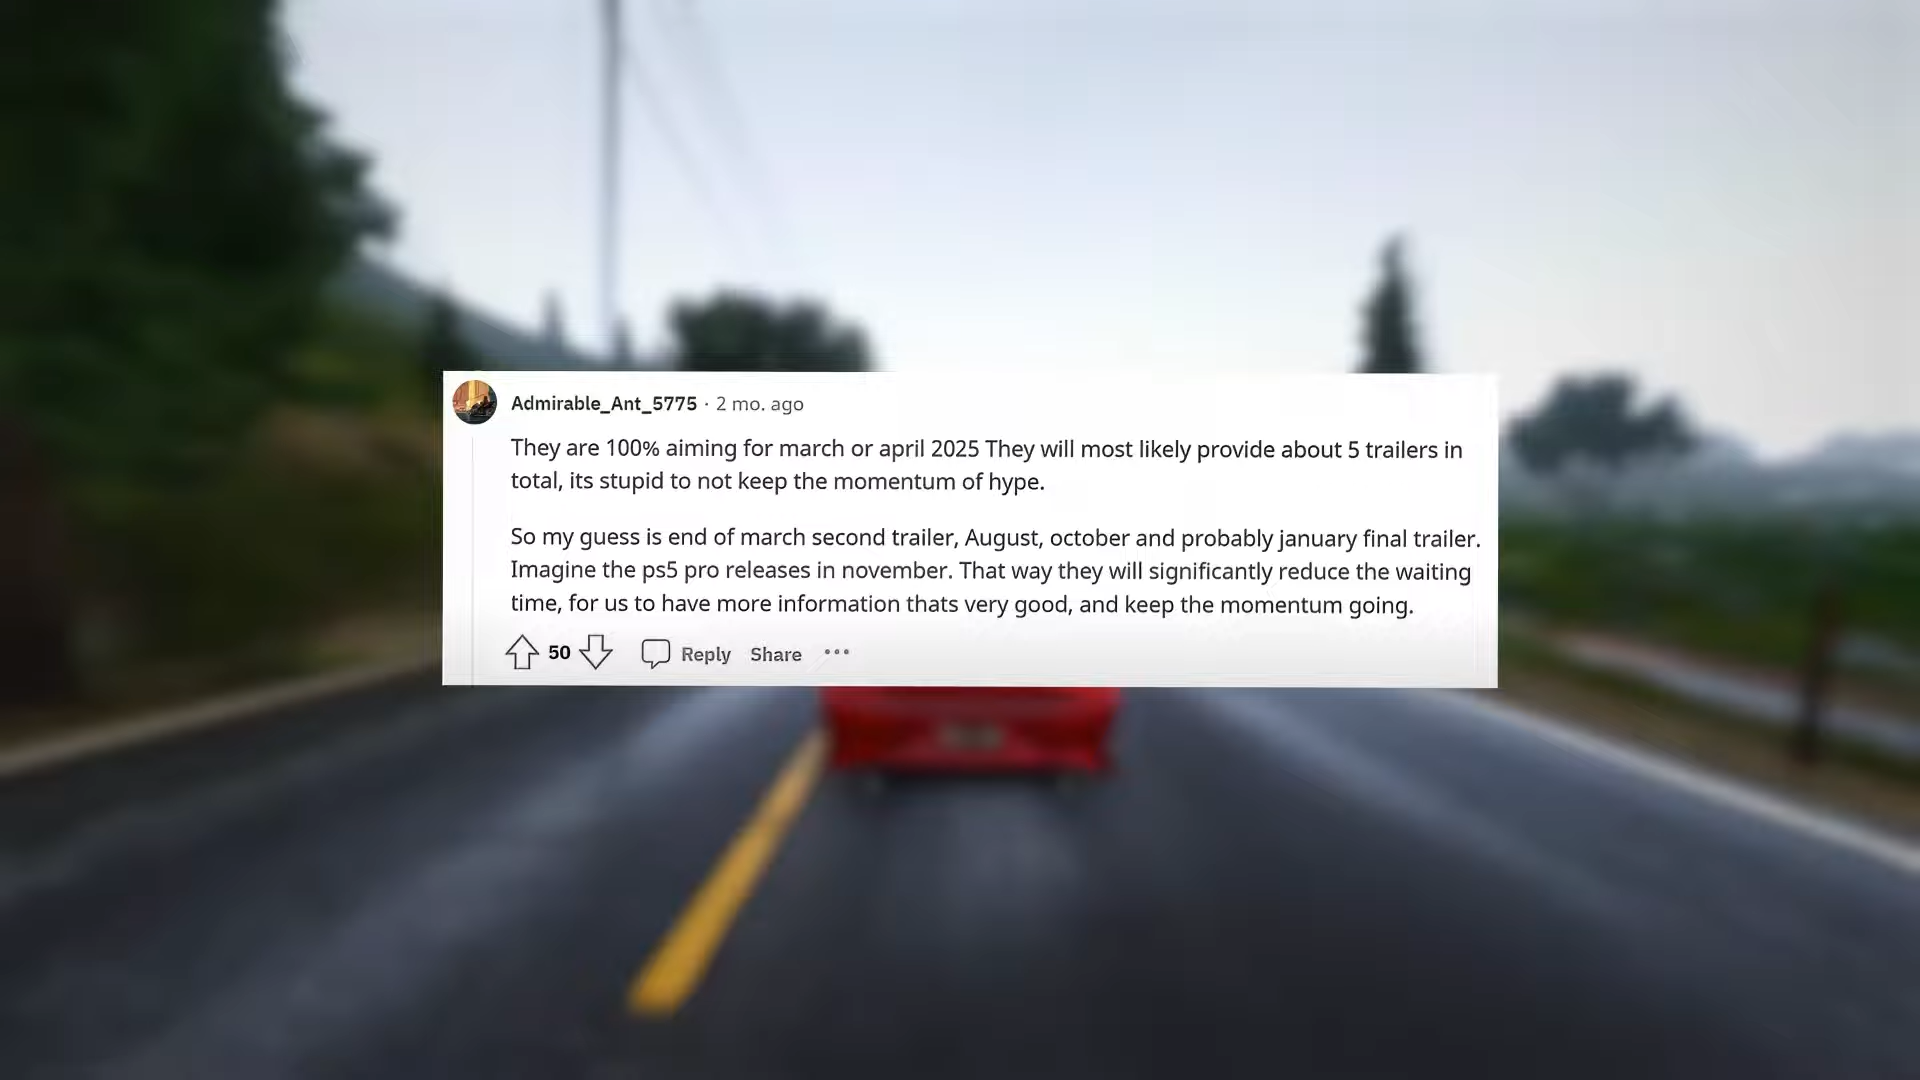 Admirable_Ant_5775 · 2 mo. ago
They are 100% aiming for march or april 2025 They will most likely provide about 5 trailers in
total, its stupid to not keep the momentum of hype.
So my guess is end of march second trailer, August, october and probably january final trailer.
Imagine the ps5 pro releases in november. That way they will significantly reduce the waiting
time, for us to have more information thats very good, and keep the momentum going.
50 Reply Share •••